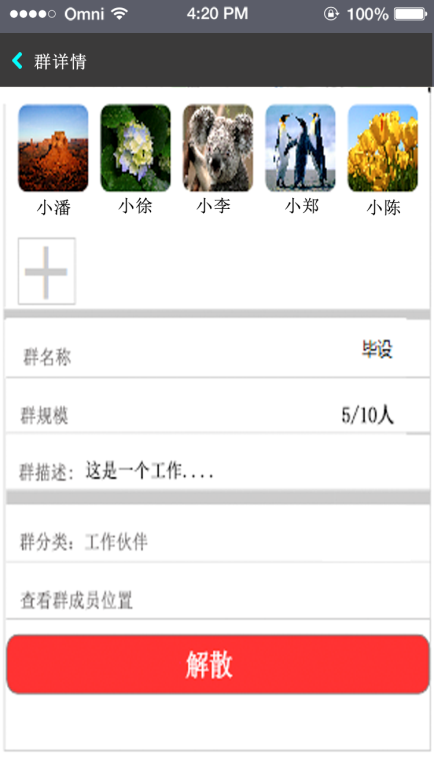 Omni 4:20 PM 100%
群详情
小潘 小徐 小李 小郑 小陈
群名称 毕设
群规模 5/10人
群描述: 这是一个工作....
群分类: 工作伙伴
查看群成员位置
解散